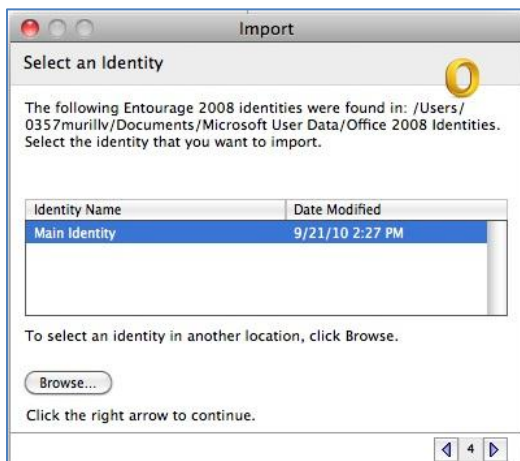 Import
Select an Identity
The following Entourage 2008 identities were found in: /Users/
0357murillv/Documents/Microsoft User Data/Office 2008 Identities.
Select the identity that you want to import.
Identity Name Date Modified
Main Identity 9/21/10 2:27 PM
To select an identity in another location, click Browse.
Browse...
Click the right arrow to continue.
4